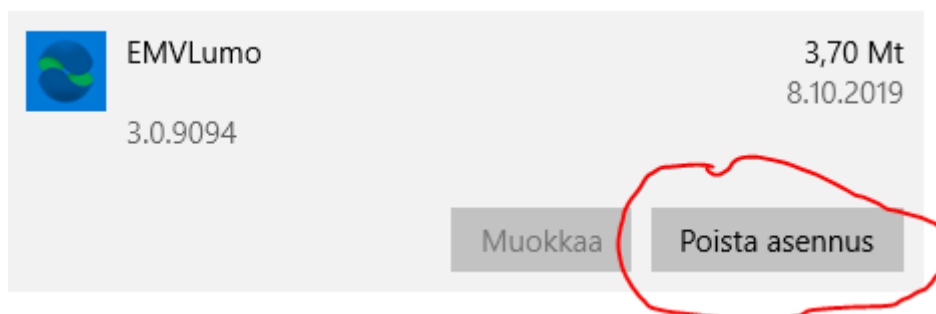 EMVLumo
3,70 Mt
8.10.2019
3.0.9094
Muokkaa
Poista asennus